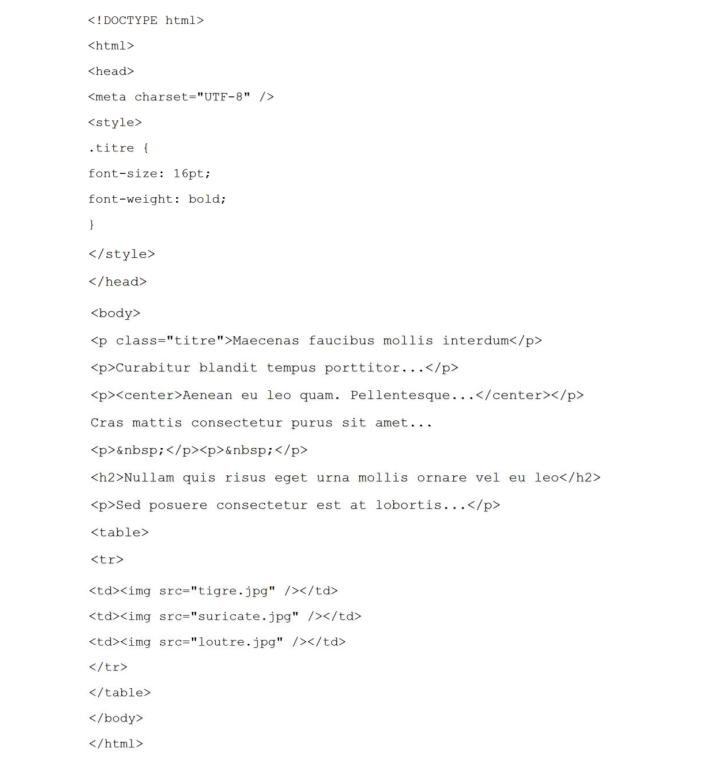 <!DOCTYPE html>
<html>
<head>
<meta charset="UTF-8" />
<style>
.titre {
font-size: 16pt;
font-weight: bold;
}
</style>
</head>
<body>
<p class="titre">Maecenas faucibus mollis interdum</p>
<p>Curabitur blandit tempus porttitor...</p>
<p><center>Aenean eu leo quam. Pellentesque...</center></p>
Cras mattis consectetur purus sit amet...
<p>&nbsp;</p><p>&nbsp;</p>
<h2>Nullam quis risus eget urna mollis ornare vel eu leo</h2>
<p>Sed posuere consectetur est at lobortis...</p>
<table>
<tr>
<td><img src="tigre.jpg" /></td>
<td><img src="suricate.jpg" /></td>
<td><img src="loutre.jpg" /></td>
</tr>
</table>
</body>
</html>